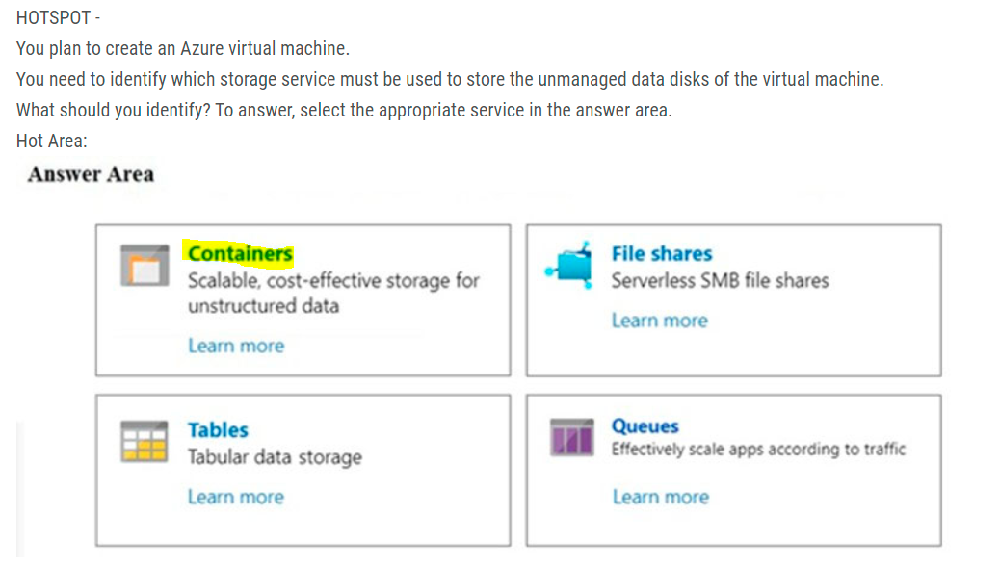 HOTSPOT -
You plan to create an Azure virtual machine.
You need to identify which storage service must be used to store the unmanaged data disks of the virtual machine.
What should you identify? To answer, select the appropriate service in the answer area.
Hot Area:
Answer Area
Containers
Scalable, cost-effective storage for
unstructured data
Learn more
File shares
Serverless SMB file shares
Learn more
Tables
Tabular data storage
Learn more
Queues
Effectively scale apps according to traffic
Learn more